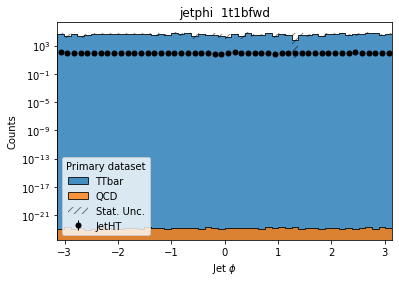 jetphi 1t1bfwd
Counts
10³
10⁻¹
10⁻⁵
10⁻⁹
10⁻¹³
10⁻¹⁷
10⁻²¹
Primary dataset
TTbar
QCD
Stat. Unc.
JetHT
−3 −2 −1 0 1 2 3
Jet ϕ